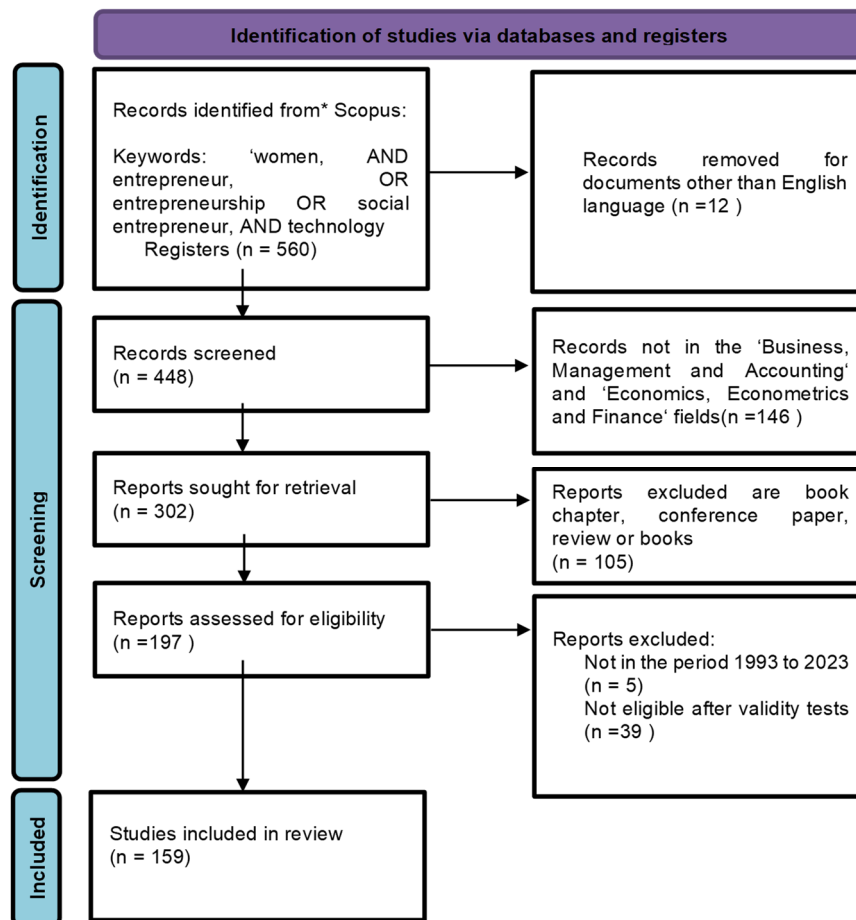 Identification of studies via databases and registers
Identification
Records identified from* Scopus:
Keywords: ‘women, AND
entrepreneur, OR
entrepreneurship OR social
entrepreneur, AND technology
Registers (n = 560)
Records removed for
documents other than English
language (n =12 )
Screening
Records screened
(n = 448)
Records not in the ‘Business,
Management and Accounting‘
and ‘Economics, Econometrics
and Finance‘ fields(n =146 )
Reports sought for retrieval
(n = 302)
Reports excluded are book
chapter, conference paper,
review or books
(n = 105)
Reports assessed for eligibility
(n =197 )
Reports excluded:
Not in the period 1993 to 2023
(n = 5)
Not eligible after validity tests
(n =39 )
Included
Studies included in review
(n = 159)